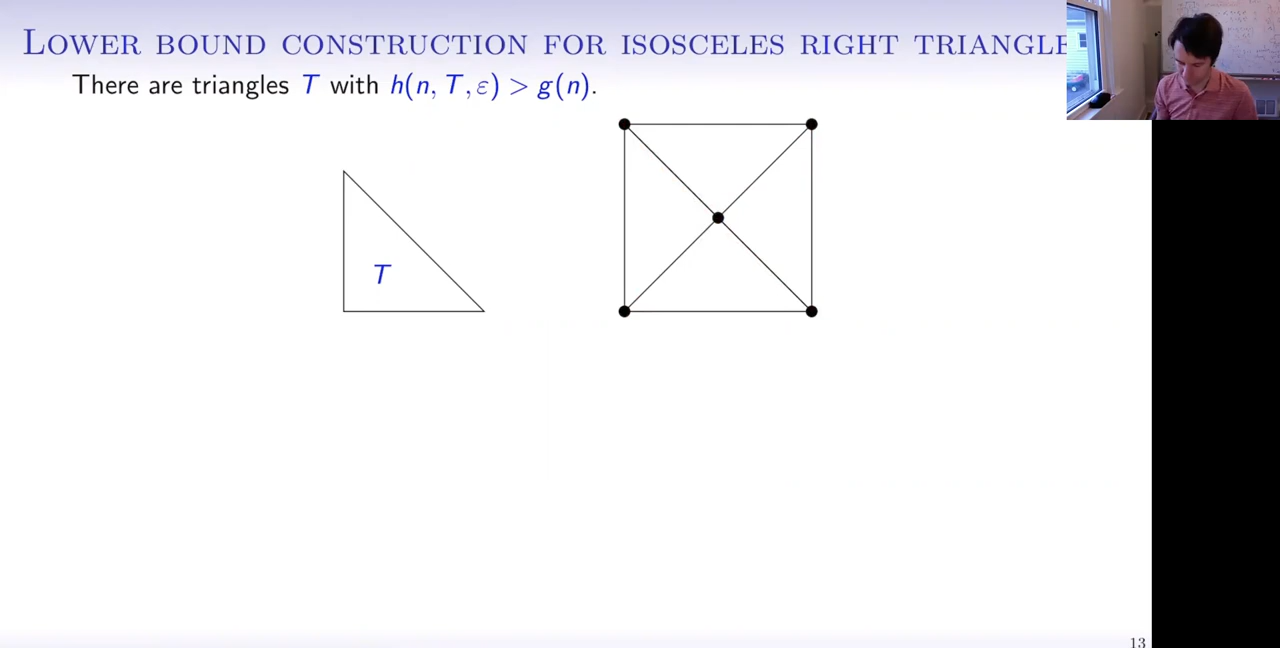 LOWER BOUND CONSTRUCTION FOR ISOSCELES RIGHT TRIANGLE
There are triangles T with h(n, T, ε) > g(n).
T
13